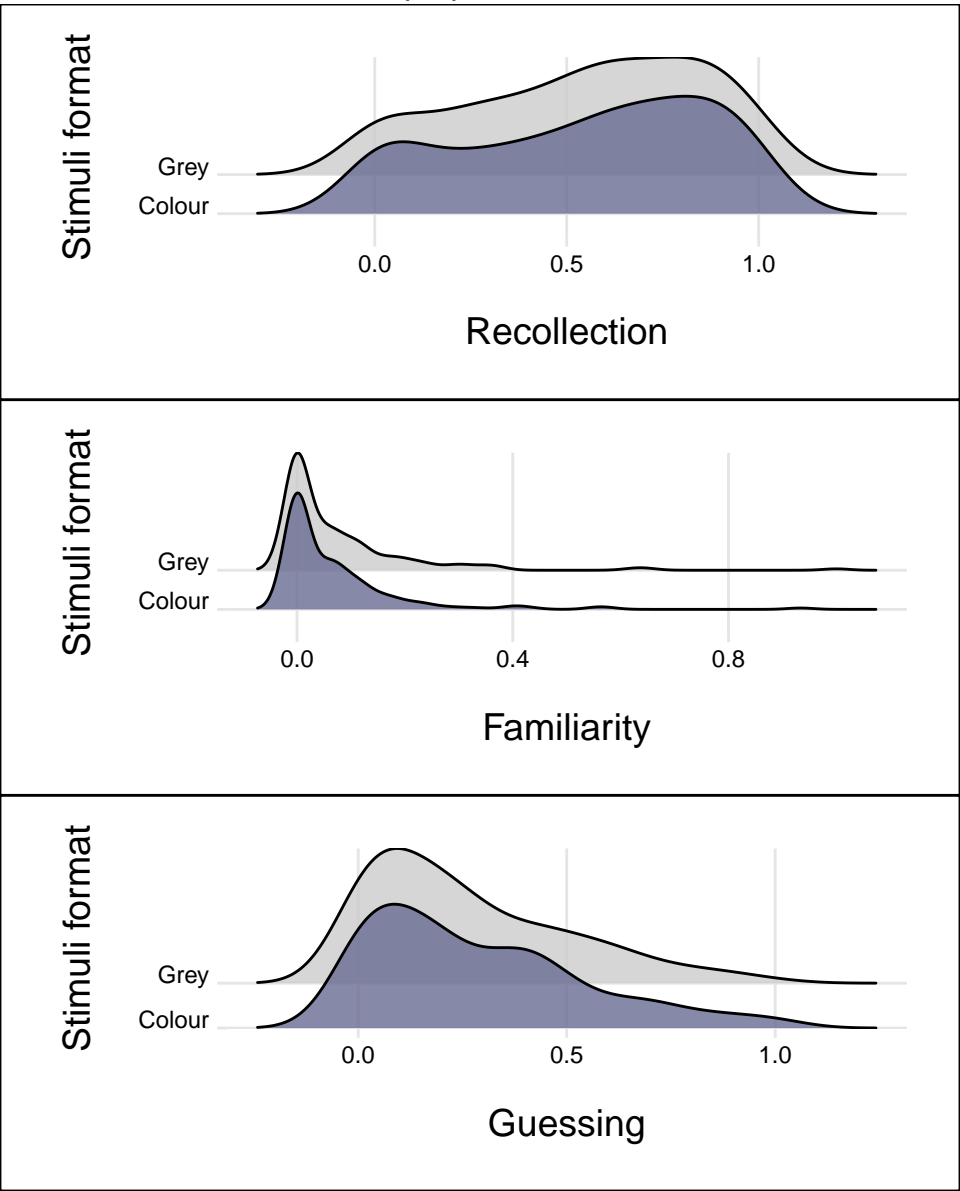 Stimuli format
Grey
Colour
0.0 0.5 1.0
Recollection
Stimuli format
Grey
Colour
0.0 0.4 0.8
Familiarity
Stimuli format
Grey
Colour
0.0 0.5 1.0
Guessing